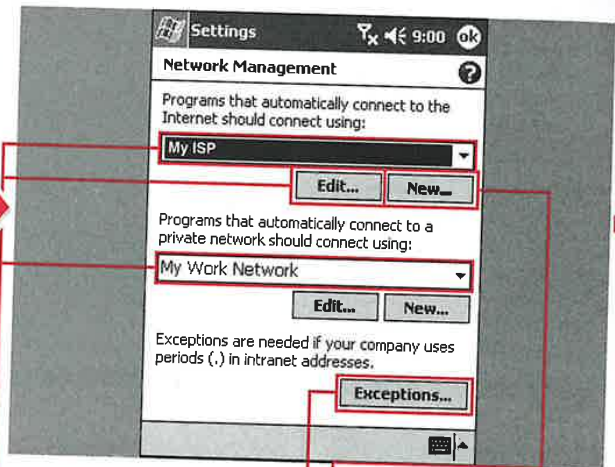 Settings 9:00 ok
Network Management ?
Programs that automatically connect to the
Internet should connect using:
My ISP
Edit... New...
Programs that automatically connect to a
private network should connect using:
My Work Network
Edit... New...
Exceptions are needed if your company uses
periods (.) in intranet addresses.
Exceptions...